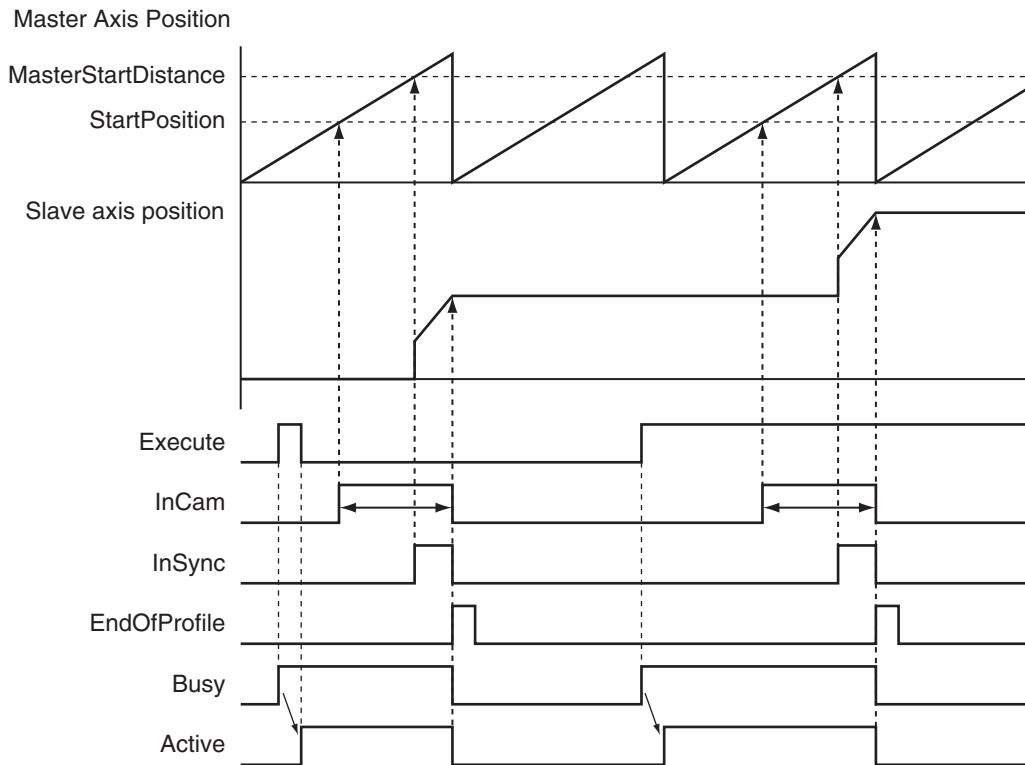 Master Axis Position
MasterStartDistance
StartPosition
Slave axis position
Execute
InCam
InSync
EndOfProfile
Busy
Active